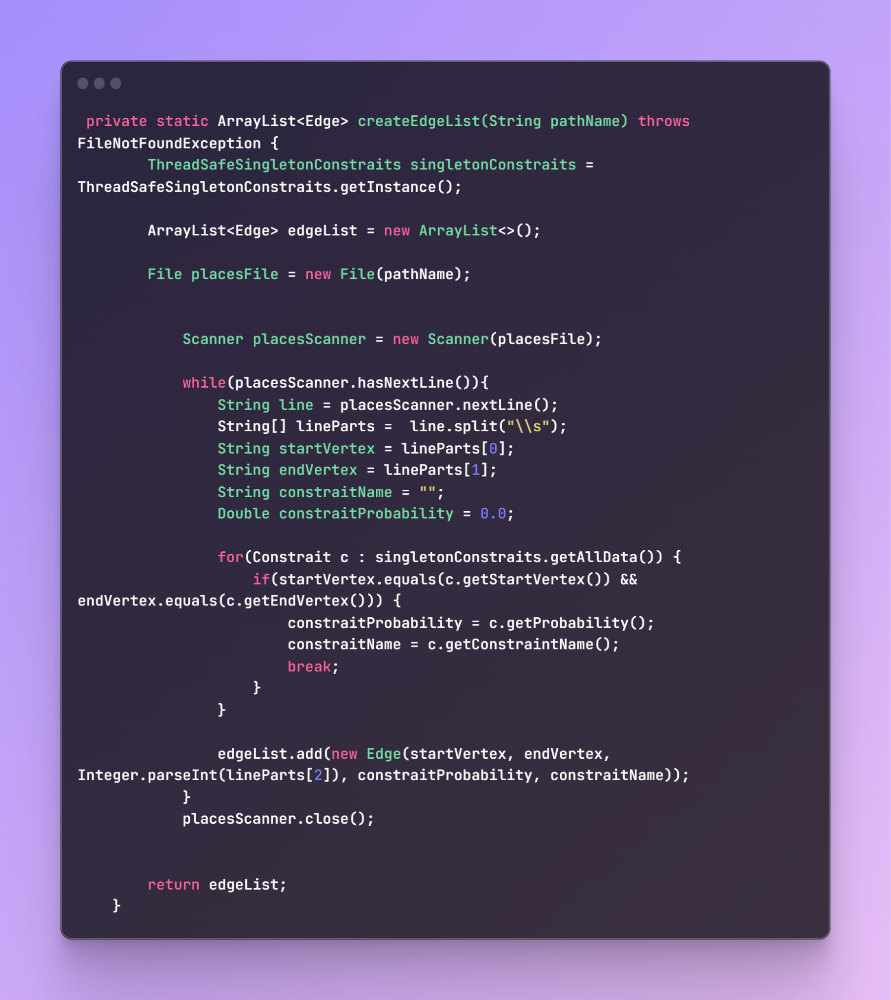 private static ArrayList<Edge> createEdgeList(String pathName) throws
FileNotFoundException {
ThreadSafeSingletonConstraits singletonConstraits =
ThreadSafeSingletonConstraits.getInstance();
ArrayList<Edge> edgeList = new ArrayList<>();
File placesFile = new File(pathName);
Scanner placesScanner = new Scanner(placesFile);
while(placesScanner.hasNextLine()){
String line = placesScanner.nextLine();
String[] lineParts =  line.split("\\s");
String startVertex = lineParts[0];
String endVertex = lineParts[1];
String constraitName = "";
Double constraitProbability = 0.0;
for(Constrait c : singletonConstraits.getAllData()) {
if(startVertex.equals(c.getStartVertex()) &&
endVertex.equals(c.getEndVertex())) {
constraitProbability = c.getProbability();
constraitName = c.getConstraintName();
break;
}
}
edgeList.add(new Edge(startVertex, endVertex,
Integer.parseInt(lineParts[2]), constraitProbability, constraitName));
}
placesScanner.close();
return edgeList;
}